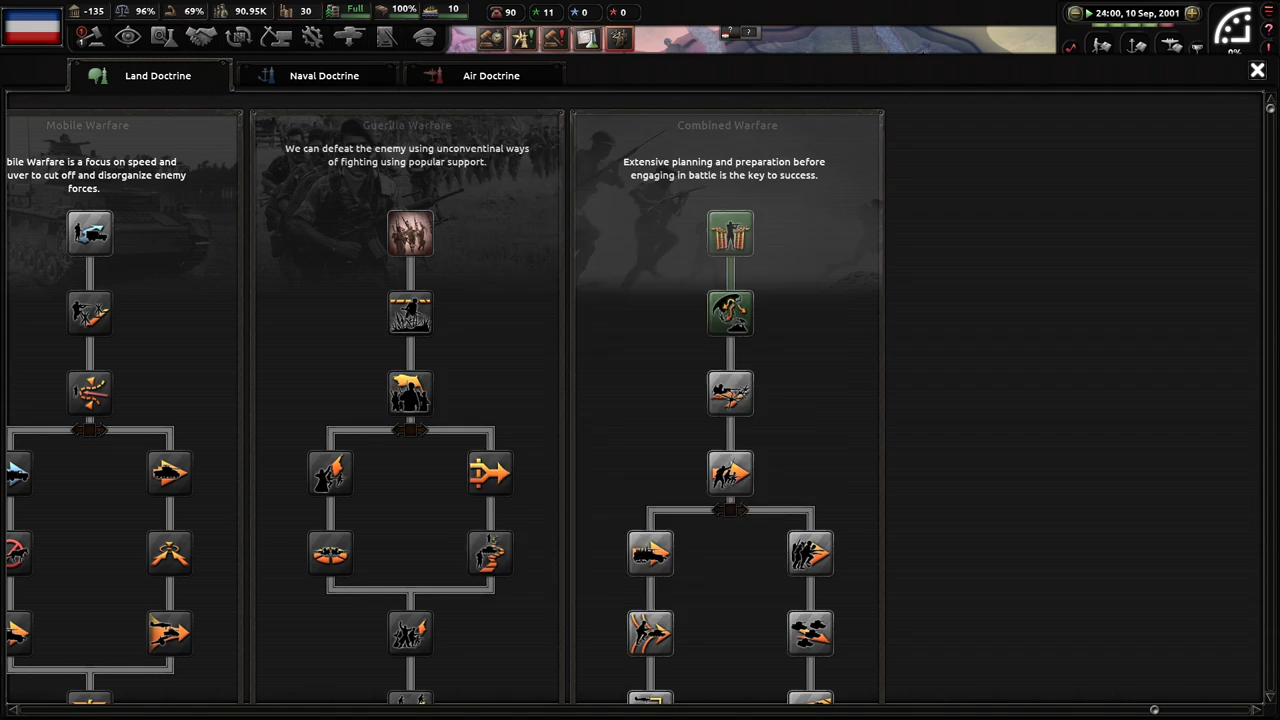 -135 96% 69% 90.95K 30 Full 100% 10 90 11 0 0 24:00, 10 Sep, 2001
1 ? ? 0%
Land Doctrine Naval Doctrine Air Doctrine
Mobile Warfare
bile Warfare is a focus on speed and
uver to cut off and disorganize enemy
forces.
Guerilla Warfare
We can defeat the enemy using unconventinal ways
of fighting using popular support.
Combined Warfare
Extensive planning and preparation before
engaging in battle is the key to success.